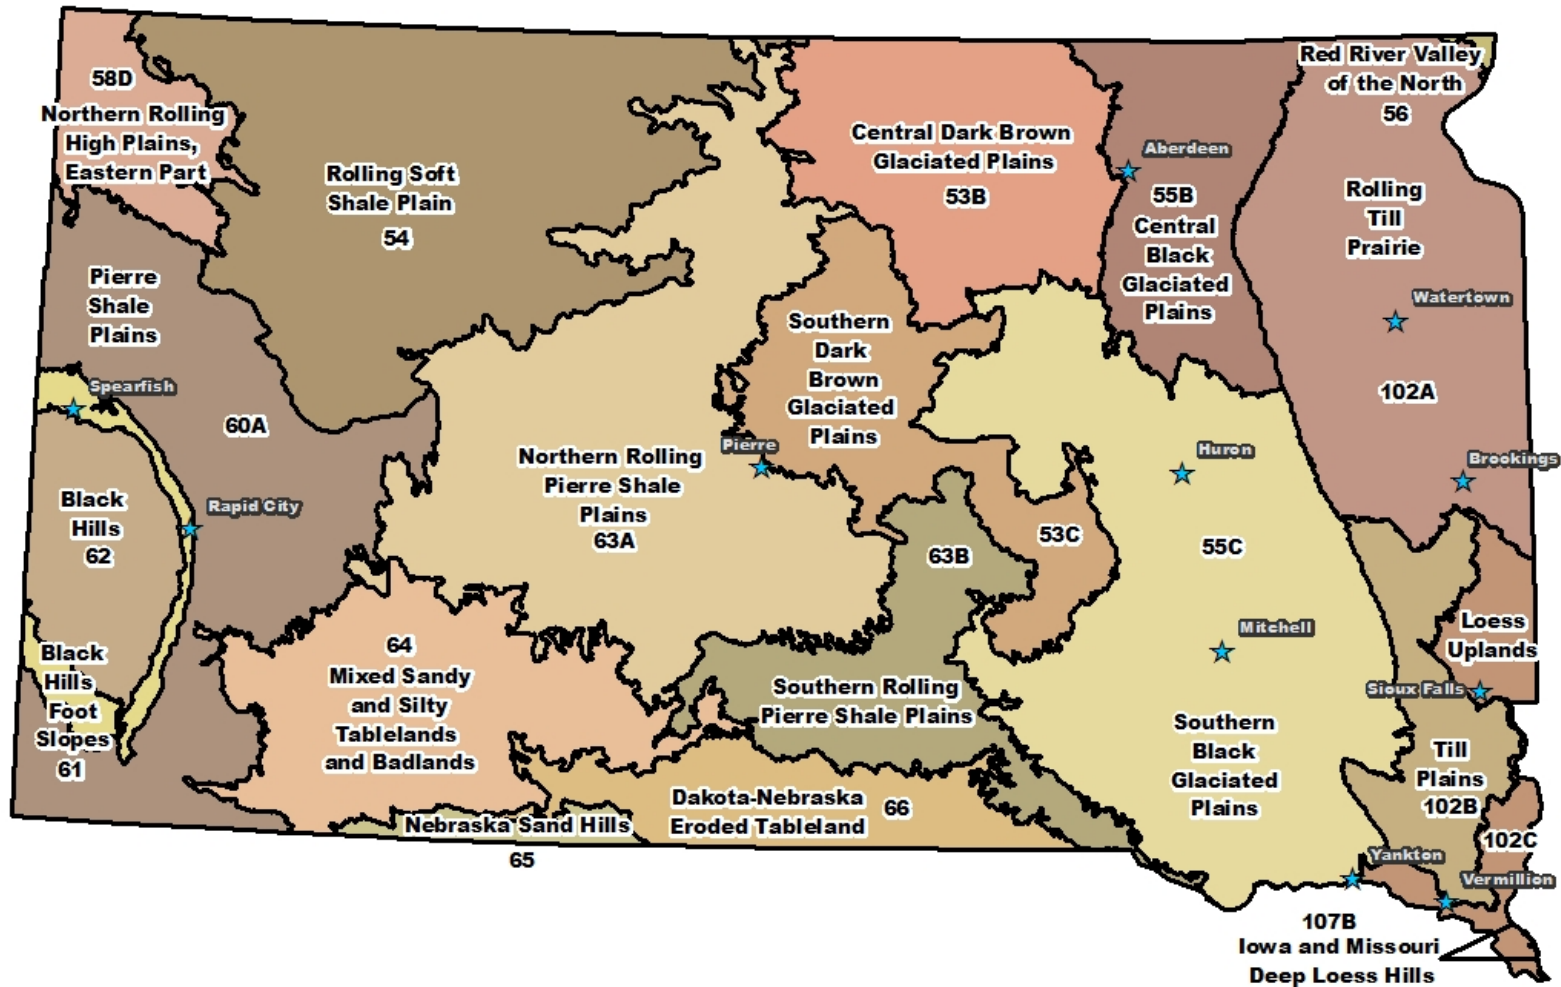 58D
Northern Rolling
High Plains,
Eastern Part
Rolling Soft
Shale Plain
54
Central Dark Brown
Glaciated Plains
53B
Aberdeen
55B
Central
Black
Glaciated
Plains
Red River Valley
of the North
56
Rolling
Till
Prairie
Watertown
102A
Brookings
Pierre
Shale
Plains
Spearfish
60A
Black
Hills
62
Rapid City
Southern
Dark
Brown
Glaciated
Plains
Pierre
Northern Rolling
Pierre Shale
Plains
63A
Huron
63B
53C
55C
Mitchell
Loess
Uplands
Sioux Falls
Black
Hills
Foot
Slopes
61
64
Mixed Sandy
and Silty
Tablelands
and Badlands
Southern Rolling
Pierre Shale Plains
Southern
Black
Glaciated
Plains
Till
Plains
102B
102C
Dakota-Nebraska
Eroded Tableland
66
Nebraska Sand Hills
65
Yankton
Vermillion
107B
Iowa and Missouri
Deep Loess Hills